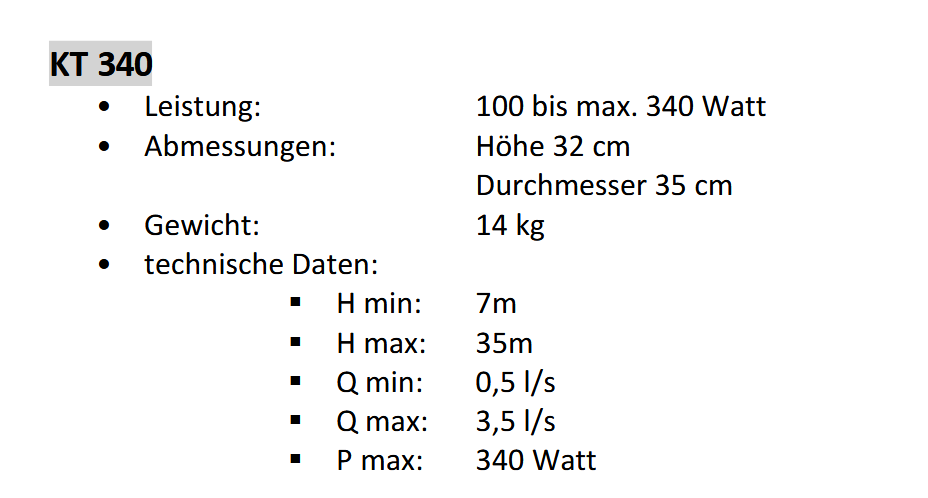 KT 340
• Leistung: 100 bis max. 340 Watt
• Abmessungen: Höhe 32 cm
Durchmesser 35 cm
• Gewicht: 14 kg
• technische Daten:
▪ H min: 7m
▪ H max: 35m
▪ Q min: 0,5 l/s
▪ Q max: 3,5 l/s
▪ P max: 340 Watt